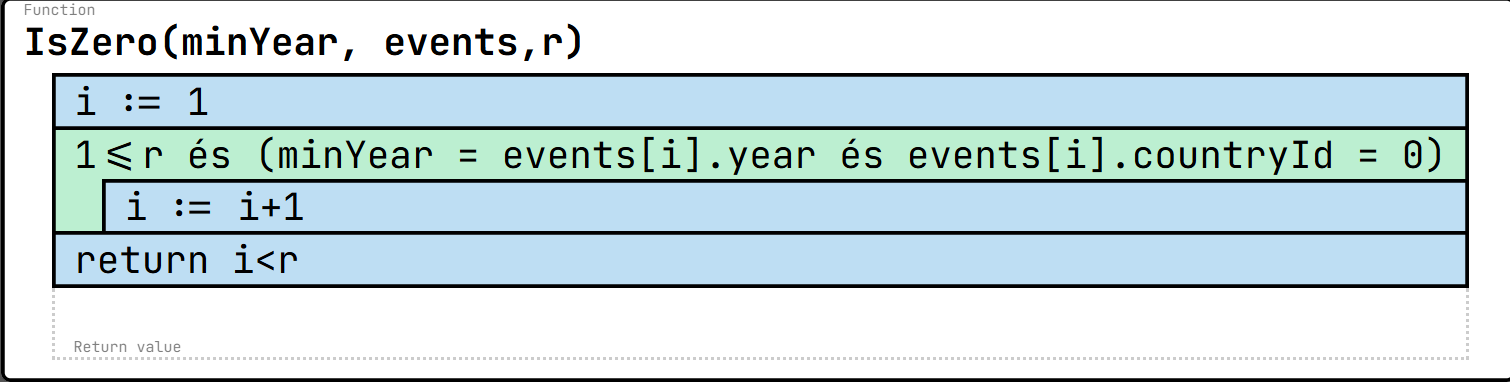 Function
IsZero(minYear, events,r)
i := 1
1⩽r és (minYear = events[i].year és events[i].countryId = 0)
i := i+1
return i<r
Return value